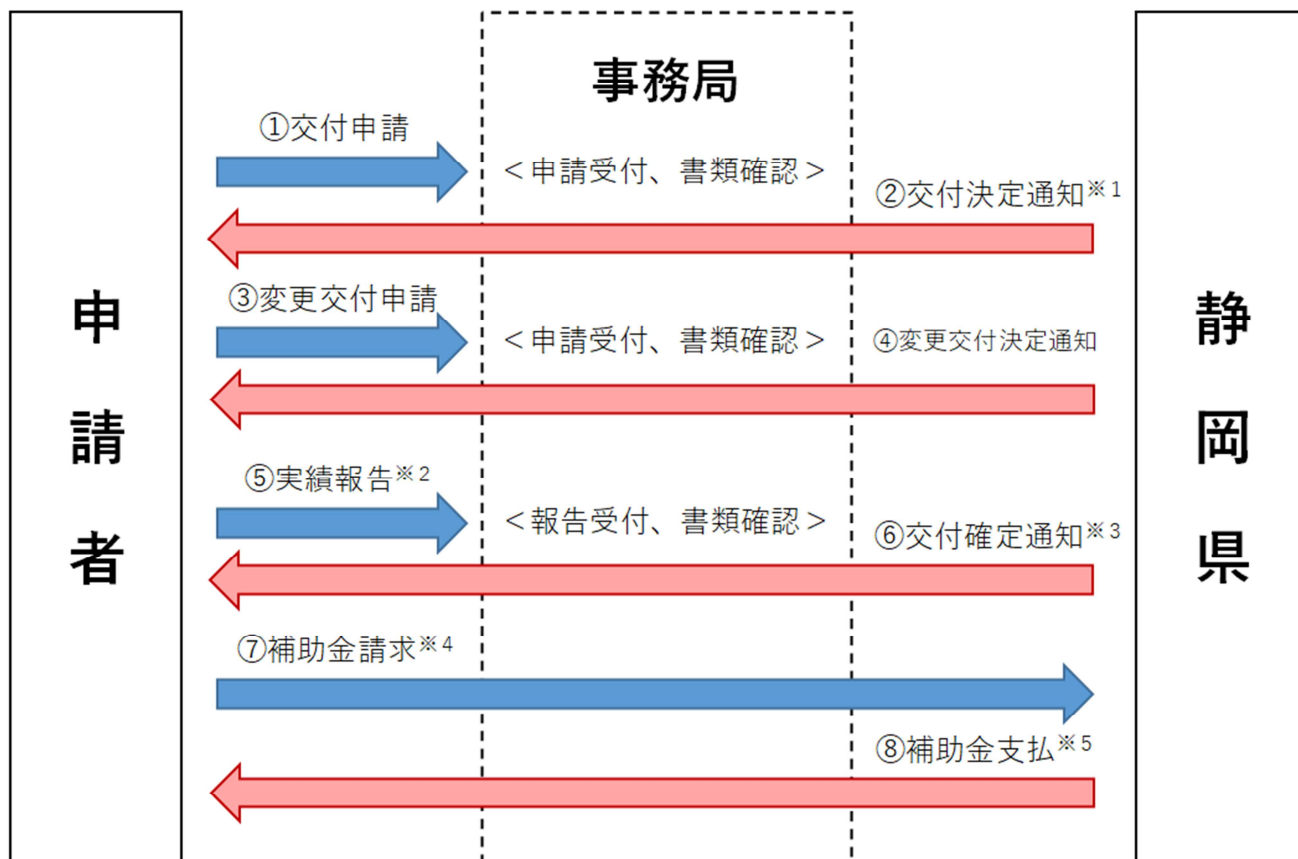 事務局
①交付申請
＜申請受付、書類確認＞
②交付決定通知※1
③変更交付申請
＜申請受付、書類確認＞
④変更交付決定通知
⑤実績報告※2
＜報告受付、書類確認＞
⑥交付確定通知※3
⑦補助金請求※4
⑧補助金支払※5
申請者
静岡県